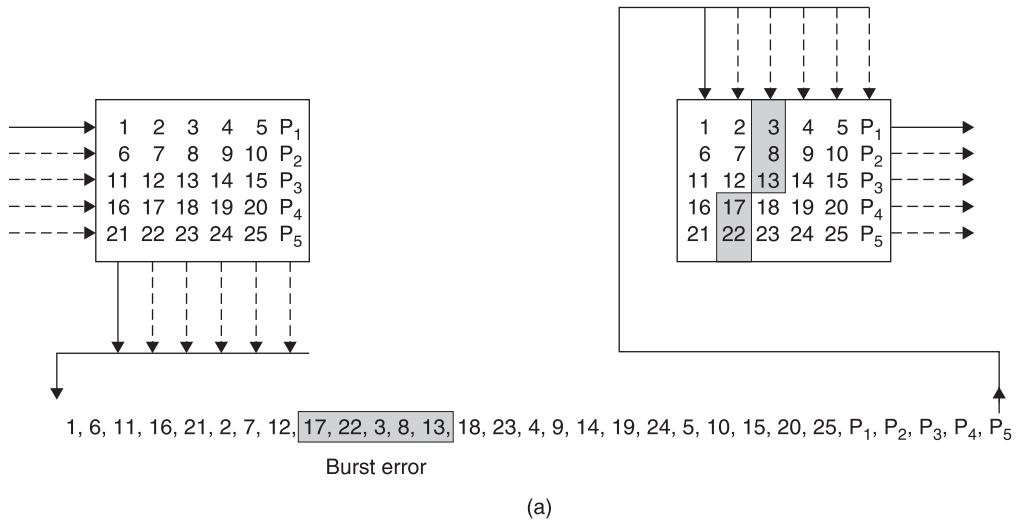 1 2 3 4 5 P1
6 7 8 9 10 P2
11 12 13 14 15 P3
16 17 18 19 20 P4
21 22 23 24 25 P5
1 2 3 4 5 P1
6 7 8 9 10 P2
11 12 13 14 15 P3
16 17 18 19 20 P4
21 22 23 24 25 P5
1, 6, 11, 16, 21, 2, 7, 12, 17, 22, 3, 8, 13, 18, 23, 4, 9, 14, 19, 24, 5, 10, 15, 20, 25, P1, P2, P3, P4, P5
Burst error
(a)